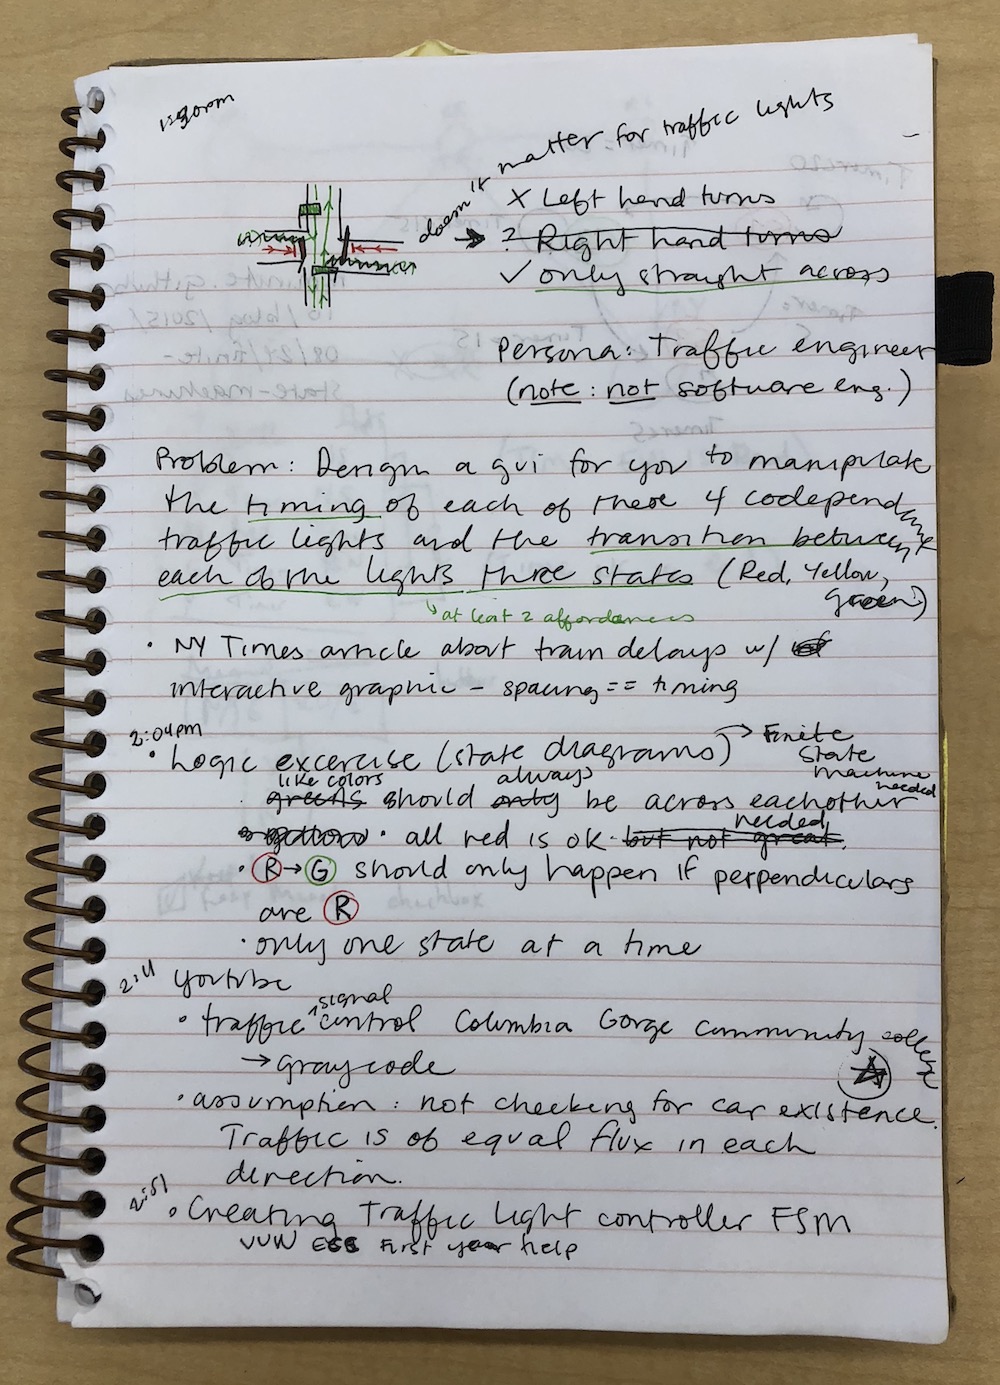 1:30pm
doesn't matter for traffic lights
x Left hand turns
→ ? Right hand turns
✓ only straight across
Persona: Traffic engineer
(note: not software eng.)
Problem: Design a gui for you to manipulate
the timing of each of these 4 codependant
traffic lights and the transition between
each of the lights three states (Red, Yellow,
green)
↳ at least 2 affordances
• NY Times article about train delays w/
interactive graphic - spacing == timing
2:04pm
• Logic excercise (state diagrams) → Finite
state
machine
needed
like colors always
• greens should only be across eachother
yellow • all red is ok but not great.
needed
• R → G should only happen if perpendiculars
are R
• only one state at a time
2:11 youtube
• traffic ^signal control Columbia Gorge Community college
→ graycode
• assumption: not checking for car existence.
Traffic is of equal flux in each
direction.
2:51
• Creating Traffic Light controller FSM
VUW First year help